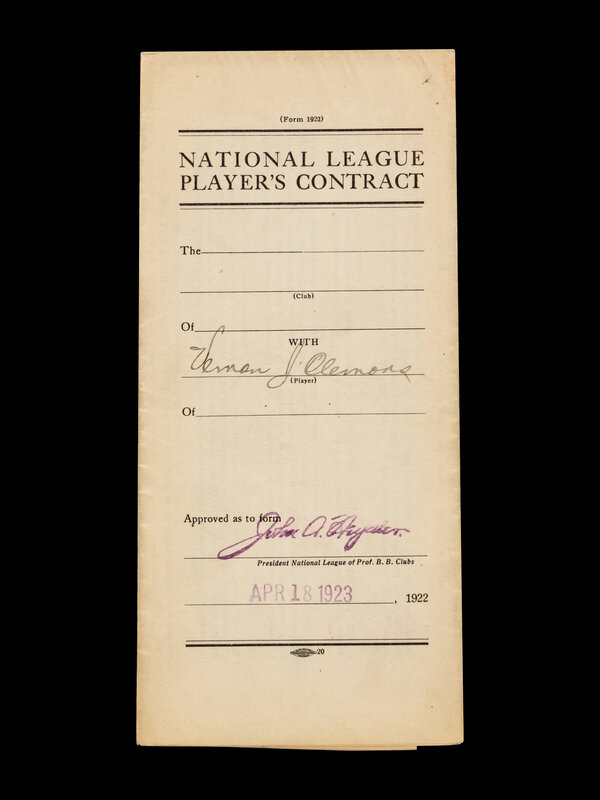 (Form 1922)
NATIONAL LEAGUE
PLAYER'S CONTRACT
The
(Club)
Of
WITH
Vernon J. Clemons
(Player)
Of
Approved as to form
John A. Heydler
President National League of Prof. B. B. Clubs
APR 18 1923 , 1922
20